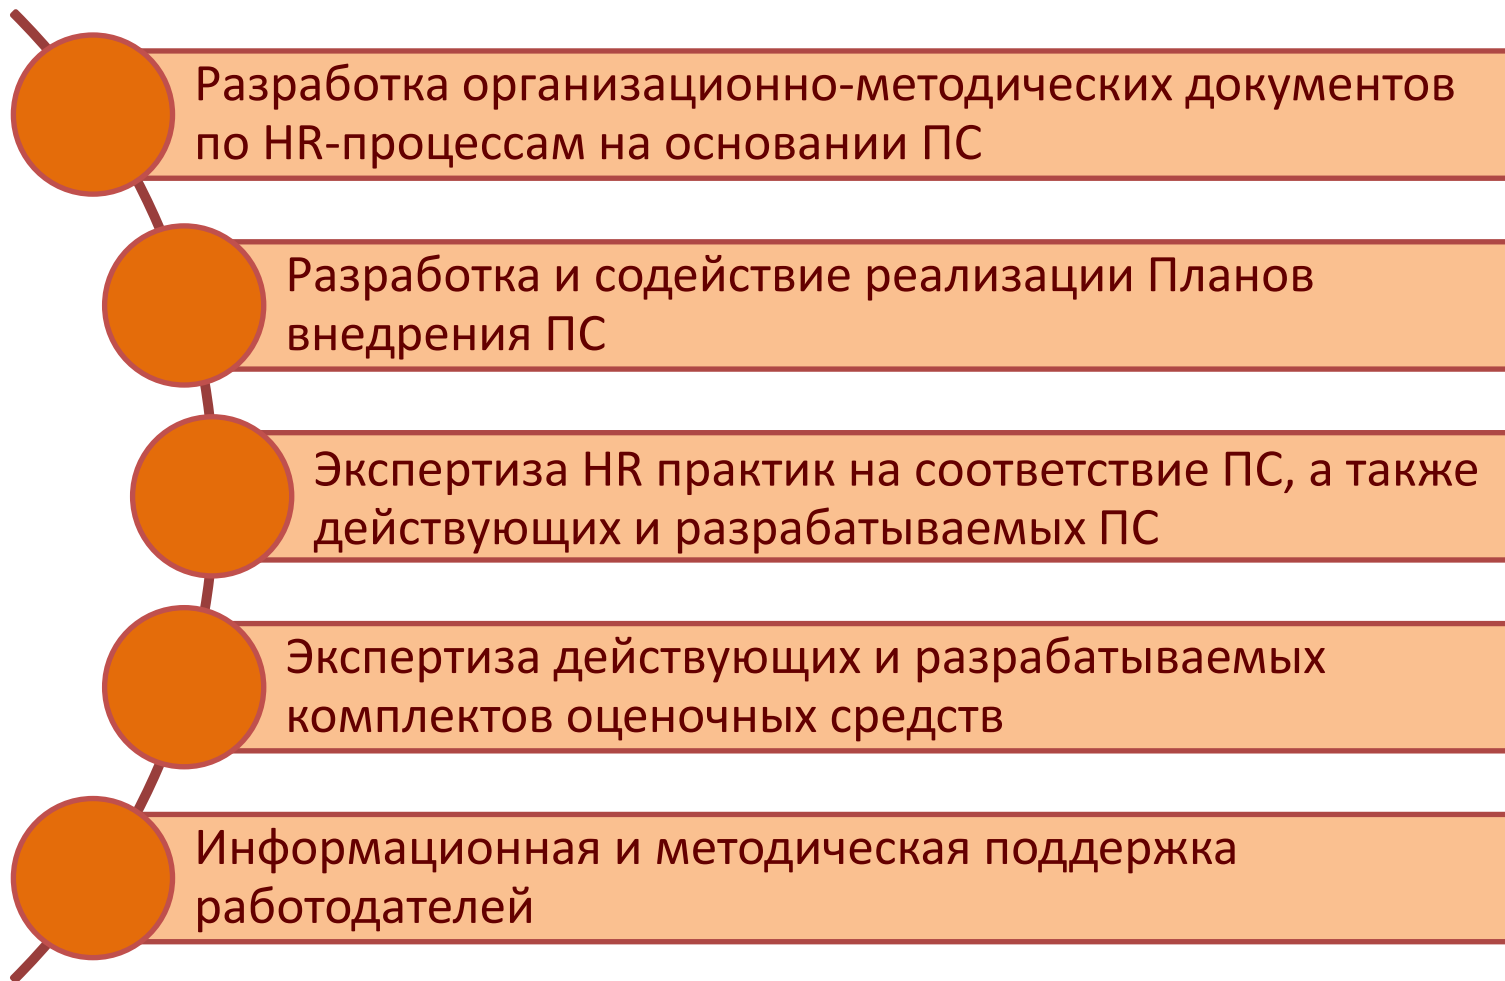 Разработка организационно-методических документов
по HR-процессам на основании ПС
Разработка и содействие реализации Планов
внедрения ПС
Экспертиза HR практик на соответствие ПС, а также
действующих и разрабатываемых ПС
Экспертиза действующих и разрабатываемых
комплектов оценочных средств
Информационная и методическая поддержка
работодателей